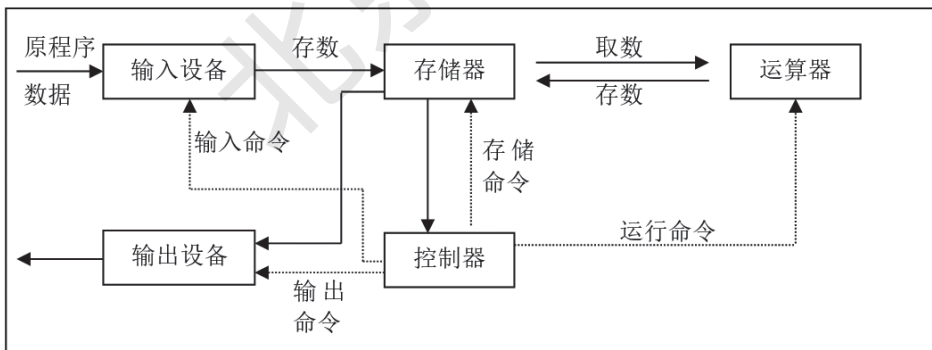 原程序
数据
输入设备
存数
存储器
取数
存数
运算器
输入命令
存储
命令
运行命令
输出设备
控制器
输出
命令
北京